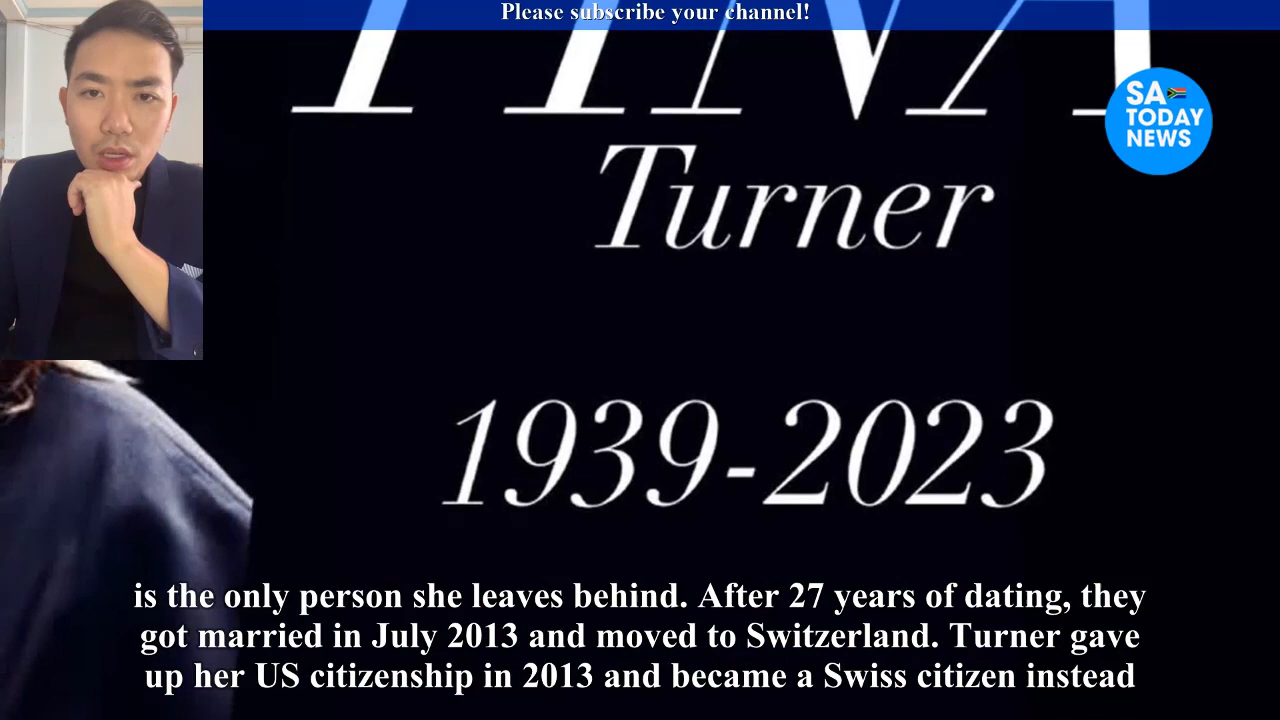 Please subscribe your channel!
TINA
SA
TODAY
NEWS
Turner
1939-2023
is the only person she leaves behind. After 27 years of dating, they
got married in July 2013 and moved to Switzerland. Turner gave
up her US citizenship in 2013 and became a Swiss citizen instead